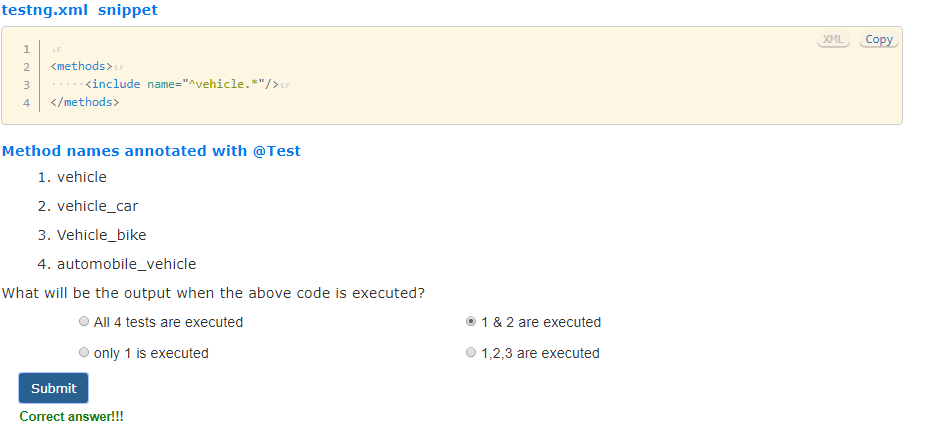 testng.xml  snippet
XML Copy
1 LF
2 <methods>LF
3 ·····<include name="^vehicle.*"/>LF
4 </methods>
Method names annotated with @Test
1. vehicle
2. vehicle_car
3. Vehicle_bike
4. automobile_vehicle
What will be the output when the above code is executed?
All 4 tests are executed 1 & 2 are executed
only 1 is executed 1,2,3 are executed
Submit
Correct answer!!!